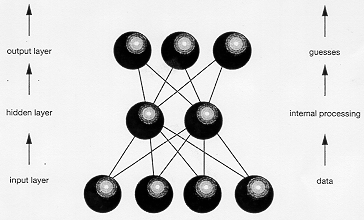 output layer
guesses
hidden layer
internal processing
input layer
data